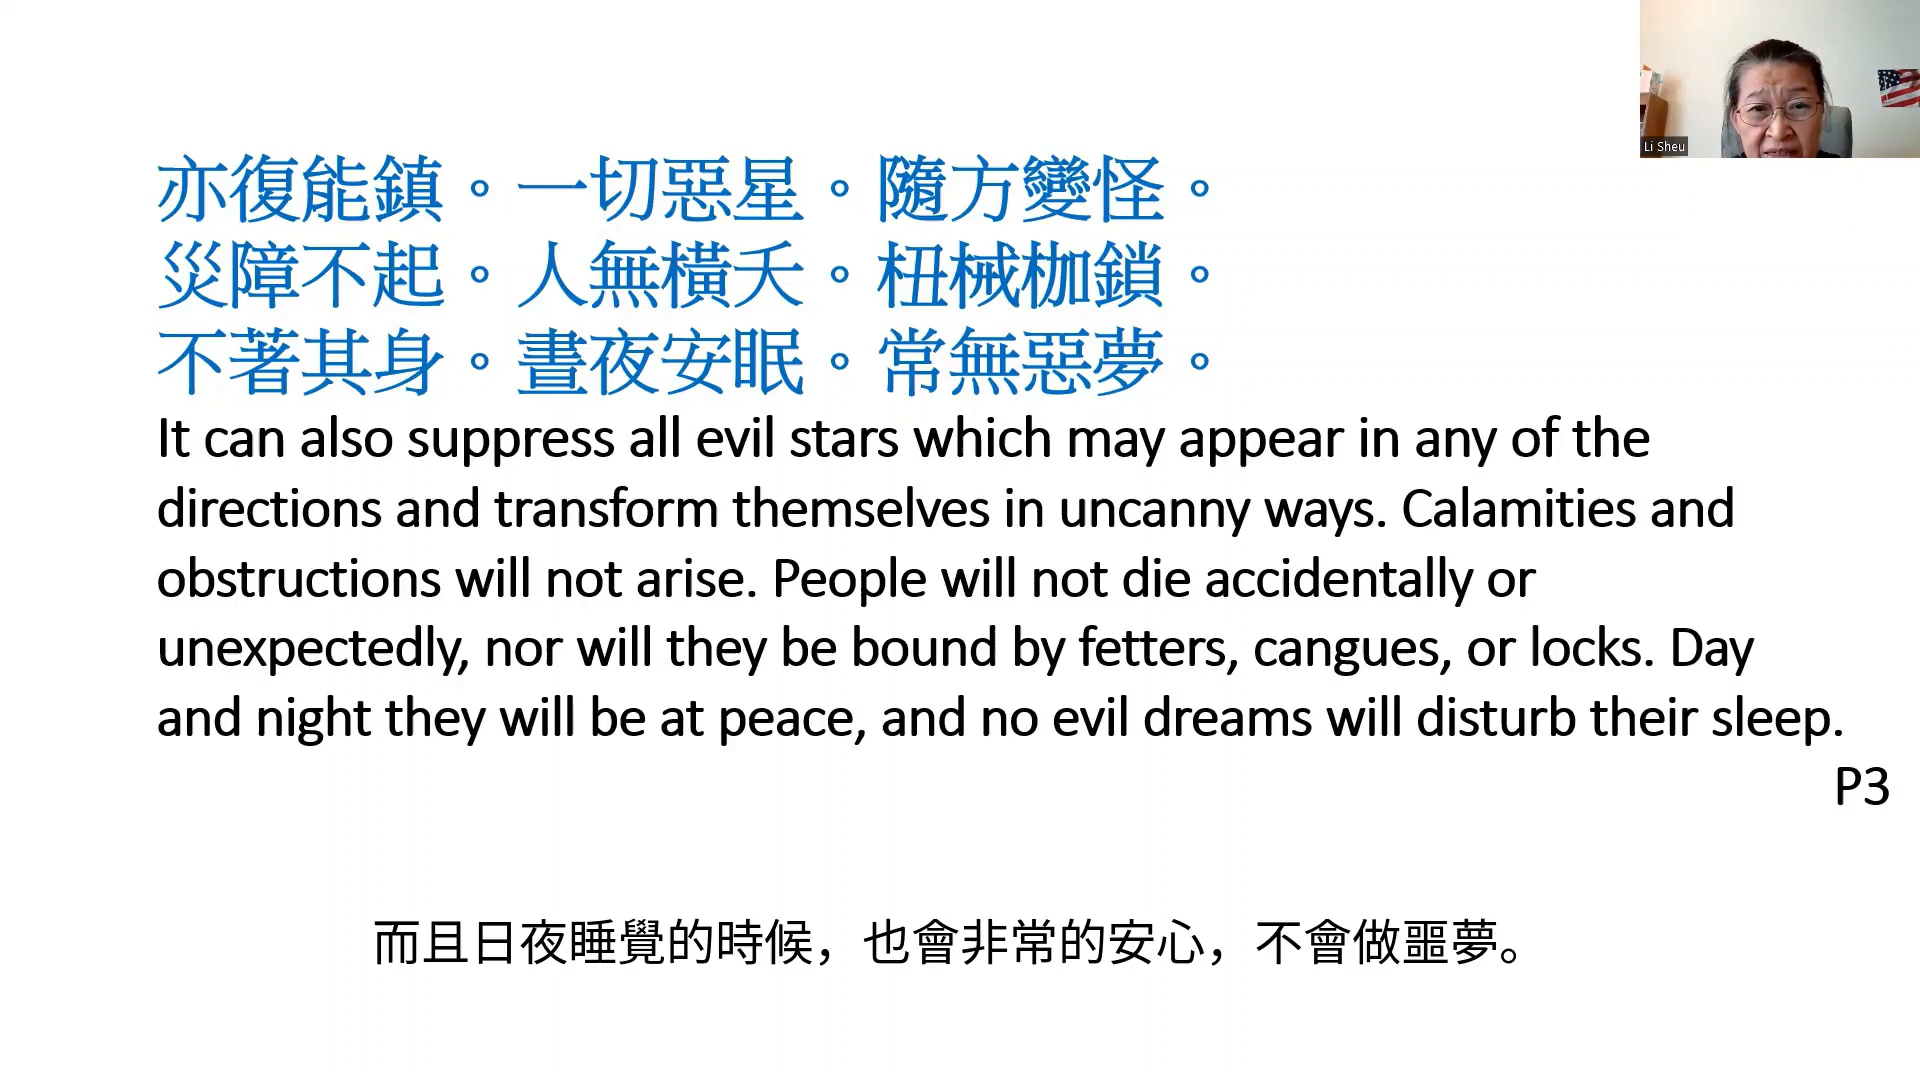 Li Sheu
亦復能鎮。一切惡星。隨方變怪。
災障不起。人無橫夭。杻械枷鎖。
不著其身。晝夜安眠。常無惡夢。
It can also suppress all evil stars which may appear in any of the
directions and transform themselves in uncanny ways. Calamities and
obstructions will not arise. People will not die accidentally or
unexpectedly, nor will they be bound by fetters, cangues, or locks. Day
and night they will be at peace, and no evil dreams will disturb their sleep.
P3
而且日夜睡覺的時候，也會非常的安心，不會做噩夢。